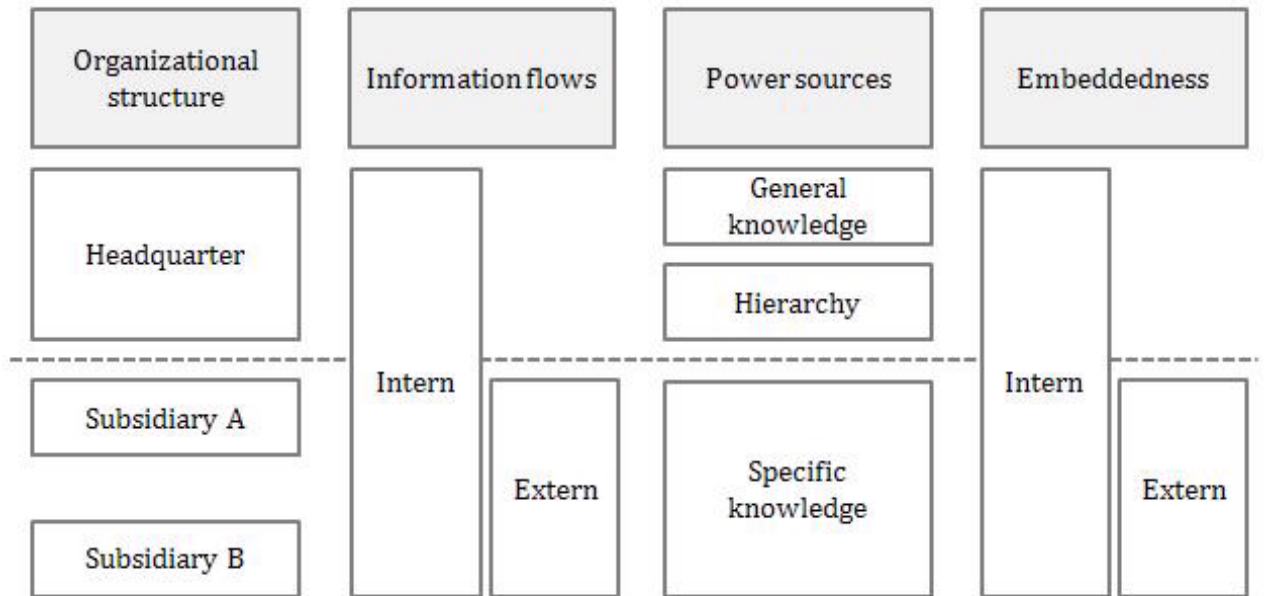 Organizational
structure
Information flows
Power sources
Embeddedness
Headquarter
General
knowledge
Hierarchy
Intern
Intern
Subsidiary A
Extern
Specific
knowledge
Extern
Subsidiary B